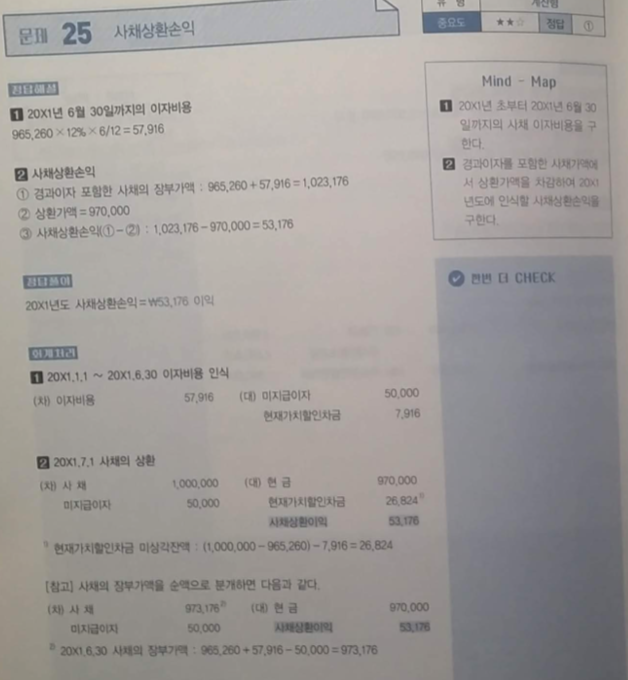 문제 25 사채상환손익
유 형 계산형
중요도 ★★☆ 정답 ①
정답해설
1 20X1년 6월 30일까지의 이자비용
965,260×12%×6/12=57,916
2 사채상환손익
① 경과이자 포함한 사채의 장부가액 : 965,260+57,916=1,023,176
② 상환가액=970,000
③ 사채상환손익(①-②) : 1,023,176-970,000=53,176
정답풀이
20X1년도 사채상환손익=₩53,176 이익
회계처리
1 20X1.1.1 ~ 20X1.6.30 이자비용 인식
(차) 이자비용 57,916 (대) 미지급이자 50,000
현재가치할인차금 7,916
2 20X1.7.1 사채의 상환
(차) 사 채 1,000,000 (대) 현 금 970,000
미지급이자 50,000 현재가치할인차금 26,824¹⁾
사채상환이익 53,176
¹⁾ 현재가치할인차금 미상각잔액 : (1,000,000-965,260)-7,916=26,824
[참고] 사채의 장부가액을 순액으로 분개하면 다음과 같다.
(차) 사 채 973,176²⁾ (대) 현 금 970,000
미지급이자 50,000 사채상환이익 53,176
²⁾ 20X1.6.30 사채의 장부가액 : 965,260+57,916-50,000=973,176
Mind - Map
1 20X1년 초부터 20X1년 6월 30
일까지의 사채 이자비용을 구
한다.
2 경과이자를 포함한 사채가액에
서 상환가액을 차감하여 20X1
년도에 인식할 사채상환손익을
구한다.
한번 더 CHECK